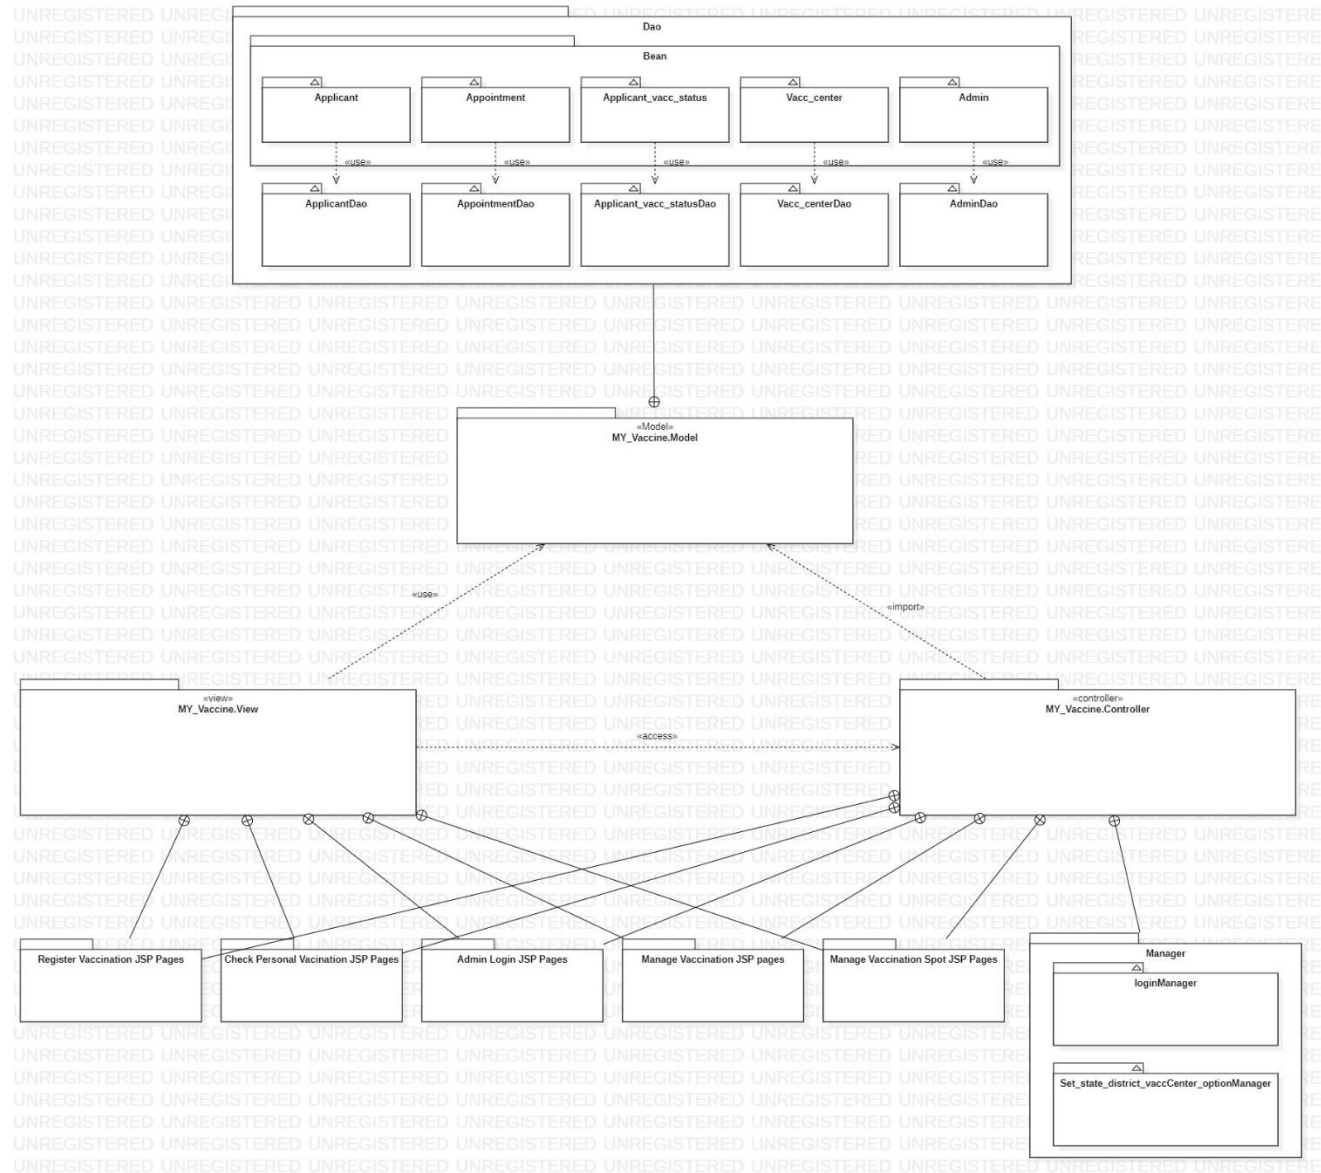 Dao
Bean
Applicant
Appointment
Applicant_vacc_status
Vacc_center
Admin
«use»
«use»
«use»
«use»
«use»
ApplicantDao
AppointmentDao
Applicant_vacc_statusDao
Vacc_centerDao
AdminDao
«Model»
MY_Vaccine.Model
«use»
«import»
«view»
MY_Vaccine.View
«controller»
MY_Vaccine.Controller
«access»
Register Vaccination JSP Pages
Check Personal Vacination JSP Pages
Admin Login JSP Pages
Manage Vaccination JSP pages
Manage Vaccination Spot JSP Pages
Manager
loginManager
Set_state_district_vaccCenter_optionManager
UNREGISTERED